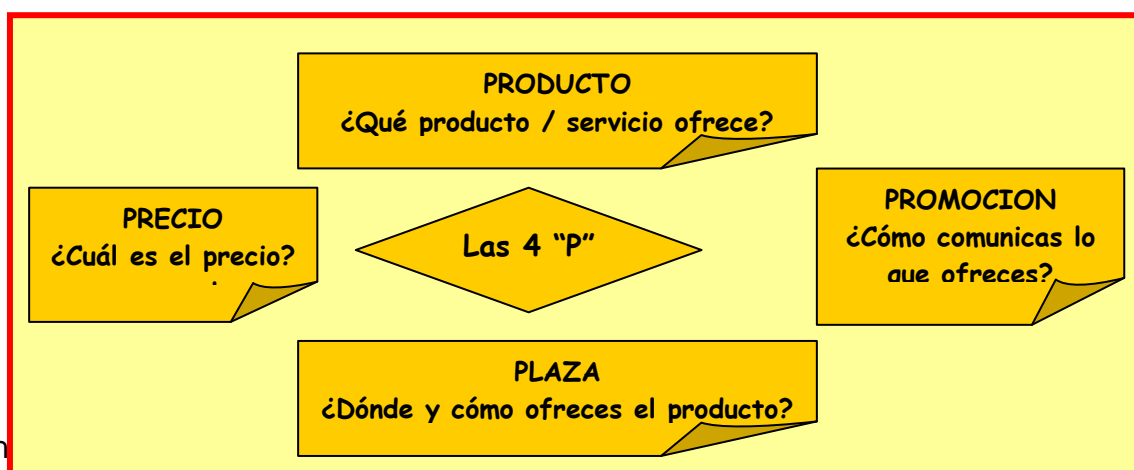 PRODUCTO
¿Qué producto / servicio ofrece?
PRECIO
¿Cuál es el precio?
Las 4 “P”
PROMOCION
¿Cómo comunicas lo
que ofreces?
PLAZA
¿Dónde y cómo ofreces el producto?